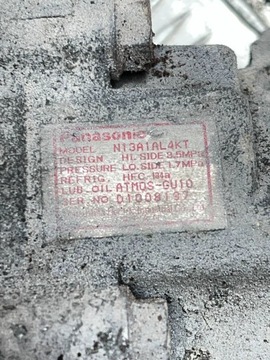 Panasonic
MODEL N13A1AL4KT
DESIGN HI.SIDE 3.5MPa
PRESSURE LO.SIDE 1.7MPa
REFRIG. HFC-134a
LUB-OIL ATMOS-GU10
SER.NO.